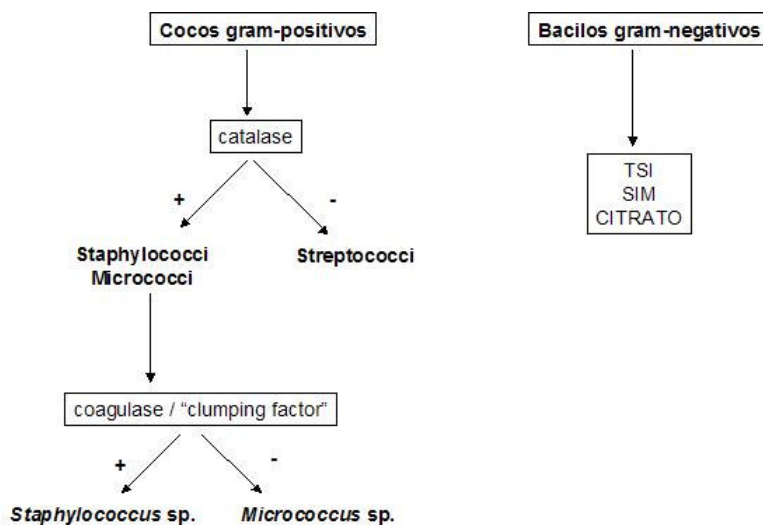 Cocos gram-positivos
Bacilos gram-negativos
catalase
TSI
SIM
CITRATO
+
-
Staphylococci
Micrococci
Streptococci
coagulase / “clumping factor”
+
-
Staphylococcus sp.
Micrococcus sp.